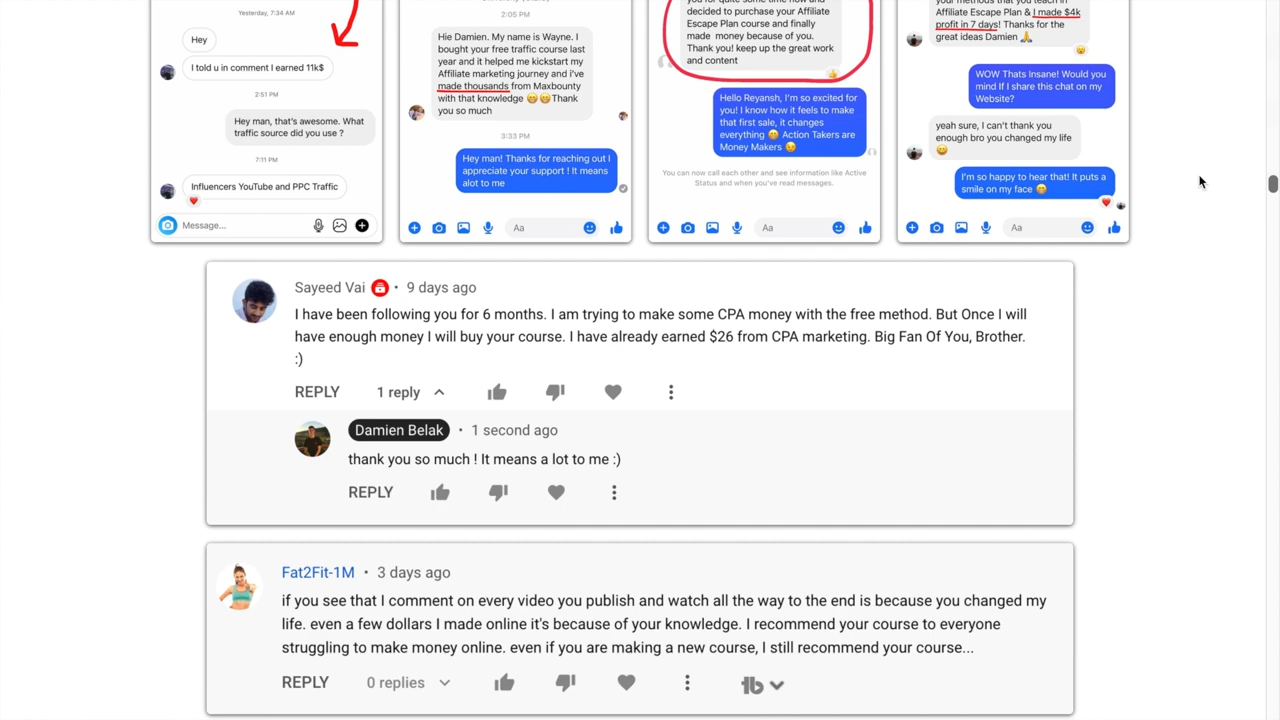 Yesterday, 7:34 AM
Hey
I told u in comment I earned 11k$
2:51 PM
Hey man, that's awesome. What
traffic source did you use ?
7:11 PM
Influencers YouTube and PPC Traffic
Message...
2:05 PM
Hie Damien. My name is Wayne. I
bought your free traffic course last
year and it helped me kickstart my
Affiliate marketing journey and i've
made thousands from Maxbounty
with that knowledge 😁😁Thank
you so much
3:33 PM
Hey man! Thanks for reaching out I
appreciate your support ! It means
alot to me
Aa
decided to purchase your Affiliate
Escape Plan course and finally
made money because of you.
Thank you! keep up the great work
and content
Hello Reyansh, I'm so excited for
you! I know how it feels to make
that first sale, it changes
everything 😁 Action Takers are
Money Makers 😉
You can now call each other and see information like Active
Status and when you've read messages.
Aa
Affiliate Escape Plan & I made $4k
profit in 7 days! Thanks for the
great ideas Damien 🙏
WOW Thats Insane! Would you
mind If I share this chat on my
Website?
yeah sure, I can't thank you
enough bro you changed my life
😄
I'm so happy to hear that! It puts a
smile on my face 😁
Aa
Sayeed Vai • 9 days ago
I have been following you for 6 months. I am trying to make some CPA money with the free method. But Once I will
have enough money I will buy your course. I have already earned $26 from CPA marketing. Big Fan Of You, Brother.
:)
REPLY 1 reply
Damien Belak • 1 second ago
thank you so much ! It means a lot to me :)
REPLY
Fat2Fit-1M • 3 days ago
if you see that I comment on every video you publish and watch all the way to the end is because you changed my
life. even a few dollars I made online it's because of your knowledge. I recommend your course to everyone
struggling to make money online. even if you are making a new course, I still recommend your course...
REPLY 0 replies